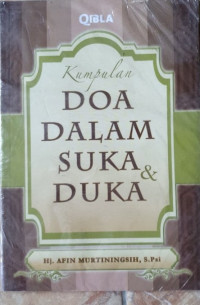 QIBLA
Kumpulan
DOA
DALAM
SUKA &
DUKA
Hj. AFIN MURTININGSIH, S.Psi